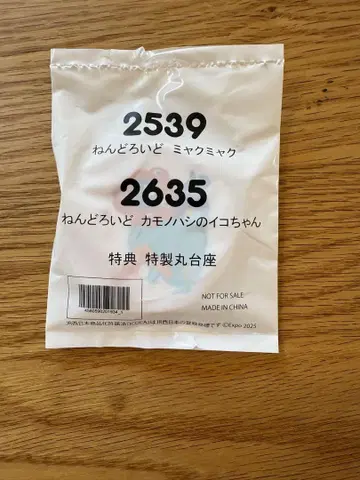 2539
ねんどろいど ミャクミャク
2635
ねんどろいど カモノハシのイコちゃん
特典 特製丸台座
NOT FOR SALE
MADE IN CHINA
©Expo 2025